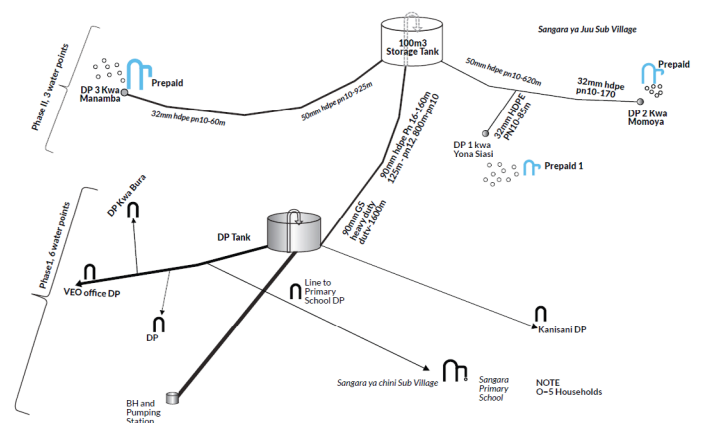 Sangara ya Juu Sub Village
100m3
Storage Tank
Phase II, 3 water points
Prepaid
DP 3 Kwa
Manamba
32mm hdpe pn10-60m
50mm hdpe pn10-925m
50mm hdpe pn10-620m
32mm hdpe
pn10-170
Prepaid
DP 2 Kwa
Momoya
32mm HDPE
PN10-85m
DP 1 kwa
Yona Siasi
Prepaid 1
90mm hdpe Pn 16-160m
125m - pn12, 800m-pn10
90mm GS
heavy duty
duty-1600m
Phase1, 6 water points
DP Kwa Bura
DP Tank
VEO office DP
DP
Line to
Primary
School DP
Kanisani DP
Sangara ya chini Sub Village
Sangara
Primary
School
NOTE
O=5 Households
BH and
Pumping
Station